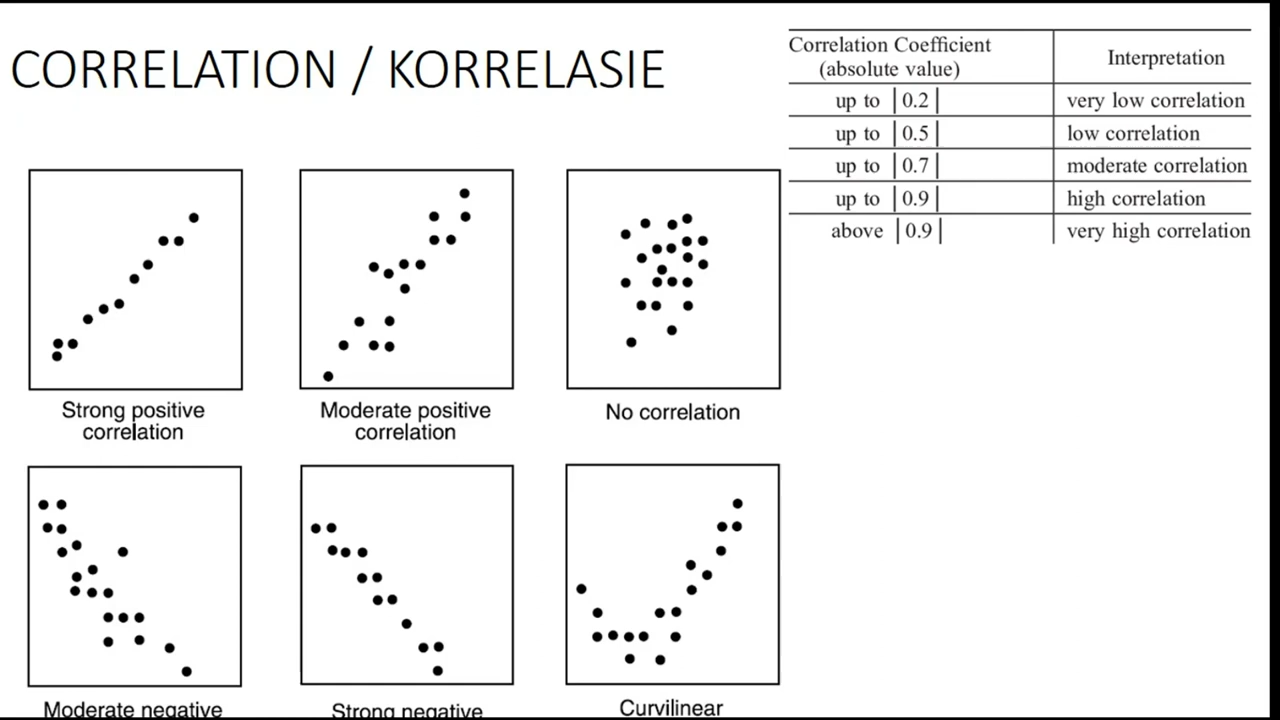 CORRELATION / KORRELASIE
Correlation Coefficient
(absolute value)
Interpretation
up to |0.2| very low correlation
up to |0.5| low correlation
up to |0.7| moderate correlation
up to |0.9| high correlation
above |0.9| very high correlation
Strong positive
correlation
Moderate positive
correlation
No correlation
Moderate negative
Strong negative
Curvilinear